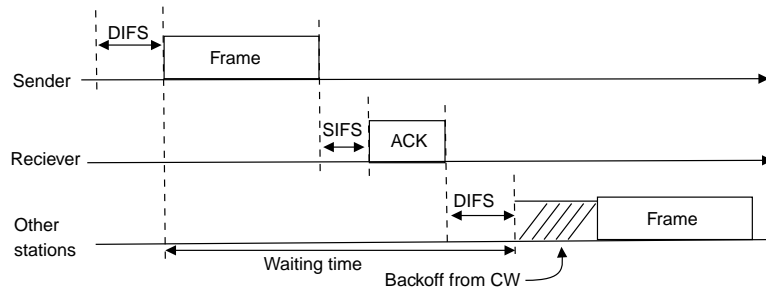 DIFS
Frame
Sender
SIFS
ACK
Reciever
DIFS
Frame
Other
stations
Waiting time
Backoff from CW